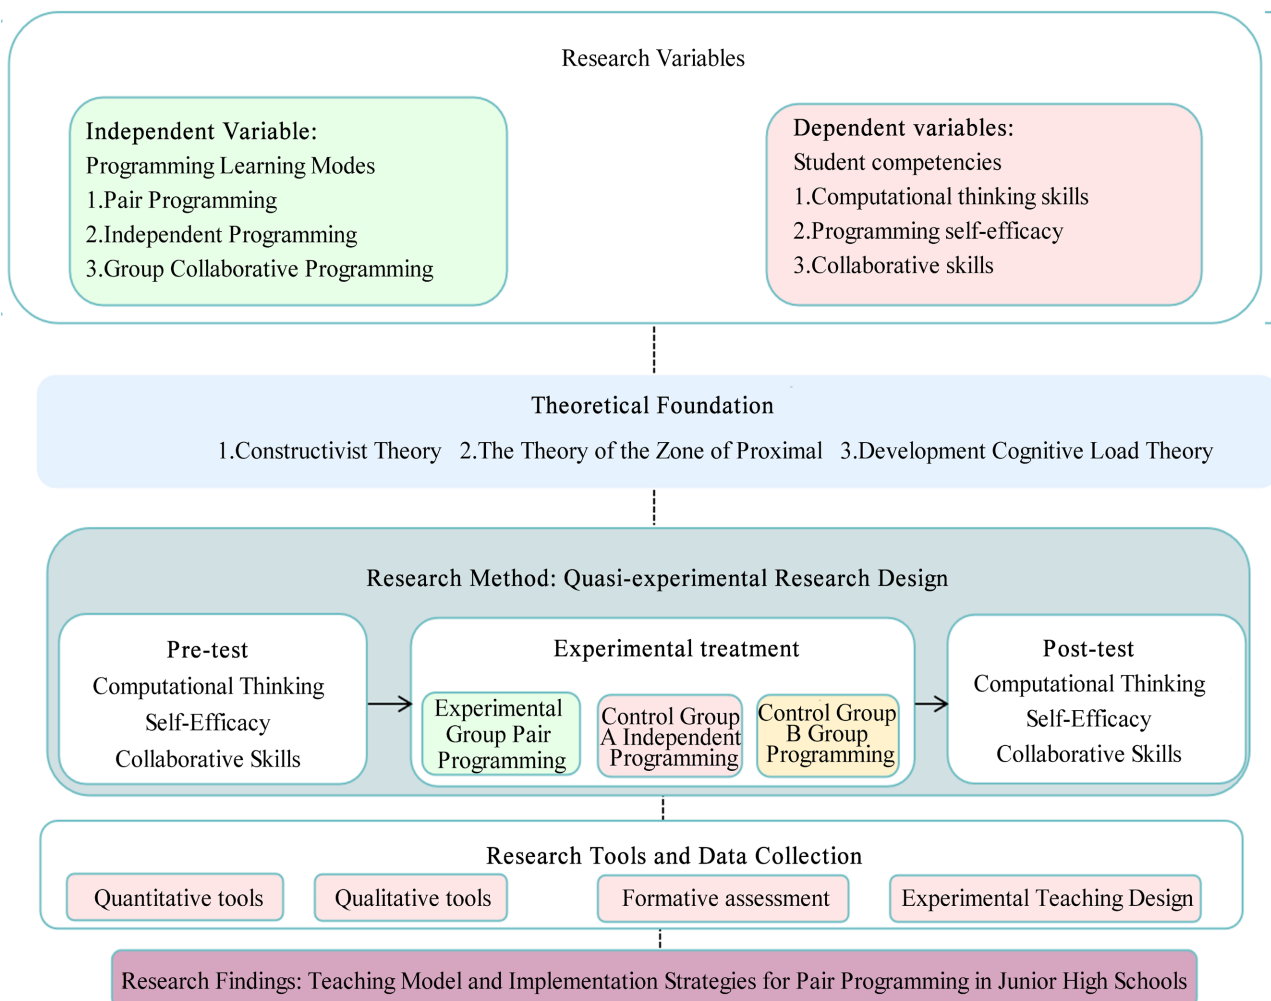 Research Variables
Independent Variable:
Programming Learning Modes
1.Pair Programming
2.Independent Programming
3.Group Collaborative Programming
Dependent variables:
Student competencies
1.Computational thinking skills
2.Programming self-efficacy
3.Collaborative skills
Theoretical Foundation
1.Constructivist Theory 2.The Theory of the Zone of Proximal 3.Development Cognitive Load Theory
Research Method: Quasi-experimental Research Design
Pre-test
Computational Thinking
Self-Efficacy
Collaborative Skills
Experimental treatment
Experimental
Group Pair
Programming
Control Group
A Independent
Programming
Control Group
B Group
Programming
Post-test
Computational Thinking
Self-Efficacy
Collaborative Skills
Research Tools and Data Collection
Quantitative tools
Qualitative tools
Formative assessment
Experimental Teaching Design
Research Findings: Teaching Model and Implementation Strategies for Pair Programming in Junior High Schools